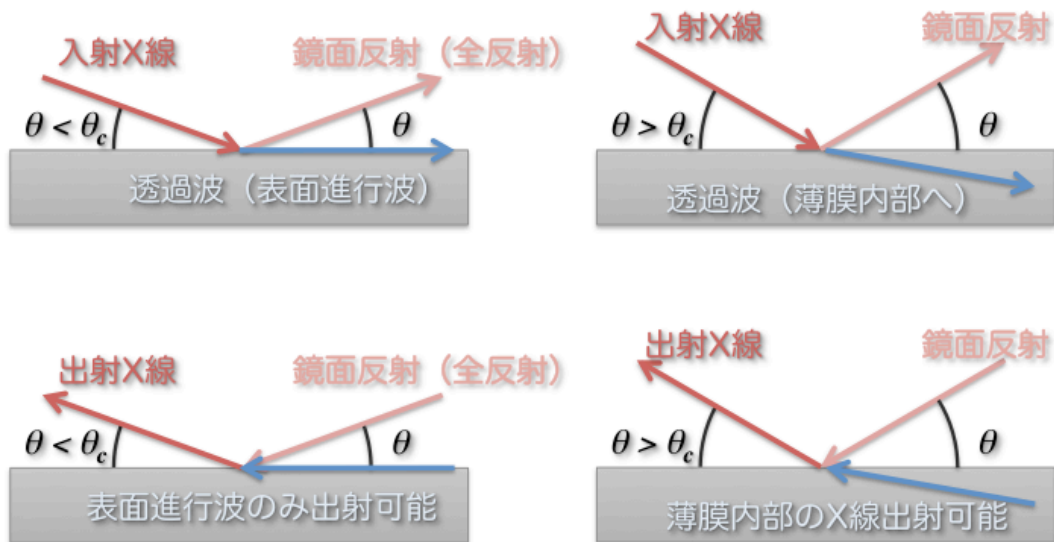 入射X線
鏡面反射（全反射）
θ < θc
θ
透過波（表面進行波）
入射X線
鏡面反射
θ > θc
θ
透過波（薄膜内部へ）
出射X線
鏡面反射（全反射）
θ < θc
θ
表面進行波のみ出射可能
出射X線
鏡面反射
θ > θc
θ
薄膜内部のX線出射可能